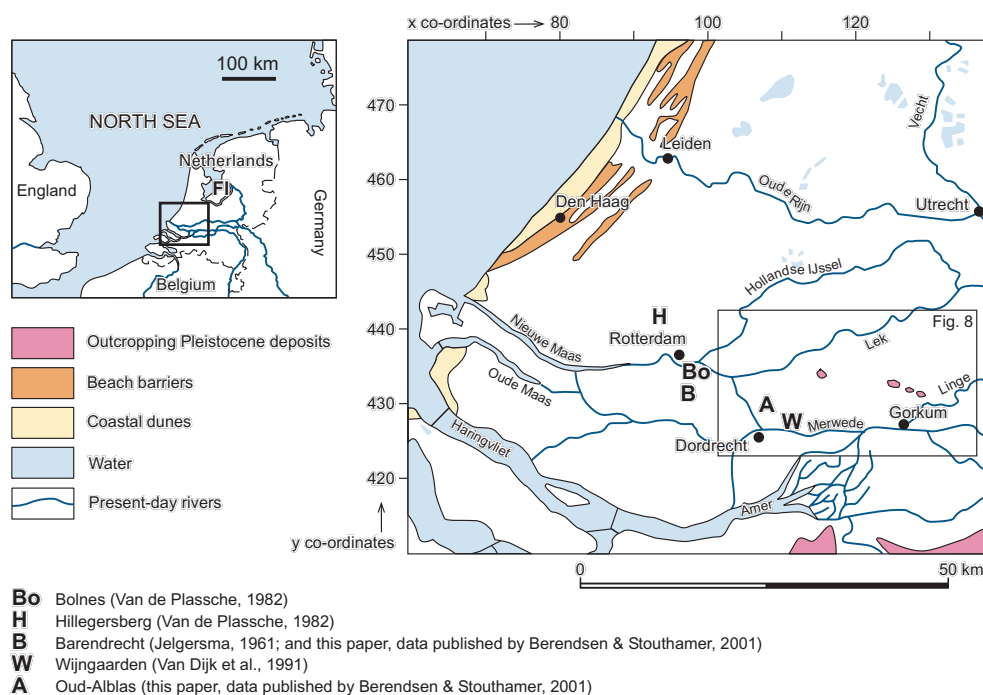 x co-ordinates → 80 100 120
100 km
NORTH SEA
Netherlands
FI
England
Germany
Belgium
Outcropping Pleistocene deposits
Beach barriers
Coastal dunes
Water
Present-day rivers
470
460
450
440
430
420
y co-ordinates
Leiden
Vecht
Oude Rijn
Utrecht
Den Haag
Hollandse IJssel
H
Rotterdam
Nieuwe Maas
Fig. 8
Lek
Bo
B
Oude Maas
Linge
A
W
Merwede
Gorkum
Dordrecht
Haringvliet
Amer
0 50 km
Bo Bolnes (Van de Plassche, 1982)
H Hillegersberg (Van de Plassche, 1982)
B Barendrecht (Jelgersma, 1961; and this paper, data published by Berendsen & Stouthamer, 2001)
W Wijngaarden (Van Dijk et al., 1991)
A Oud-Alblas (this paper, data published by Berendsen & Stouthamer, 2001)